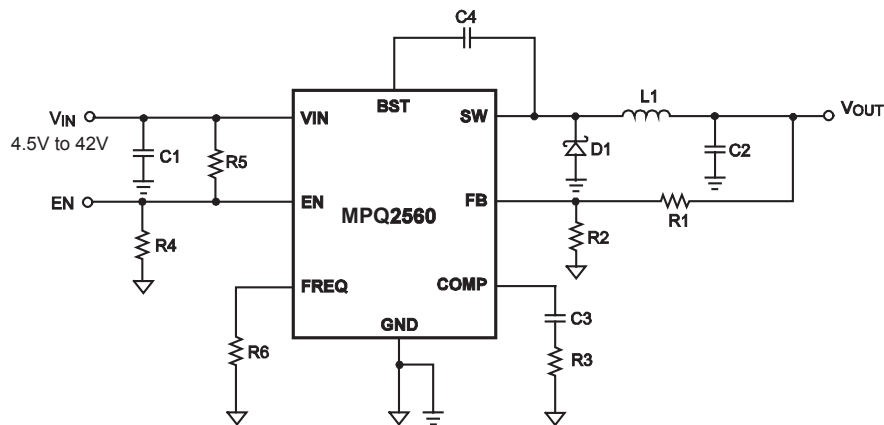 C4
BST
L1
VIN
4.5V to 42V
VIN
SW
VOUT
C1
R5
D1
C2
EN
EN
MPQ2560
FB
R1
R4
R2
FREQ
COMP
C3
R6
GND
R3